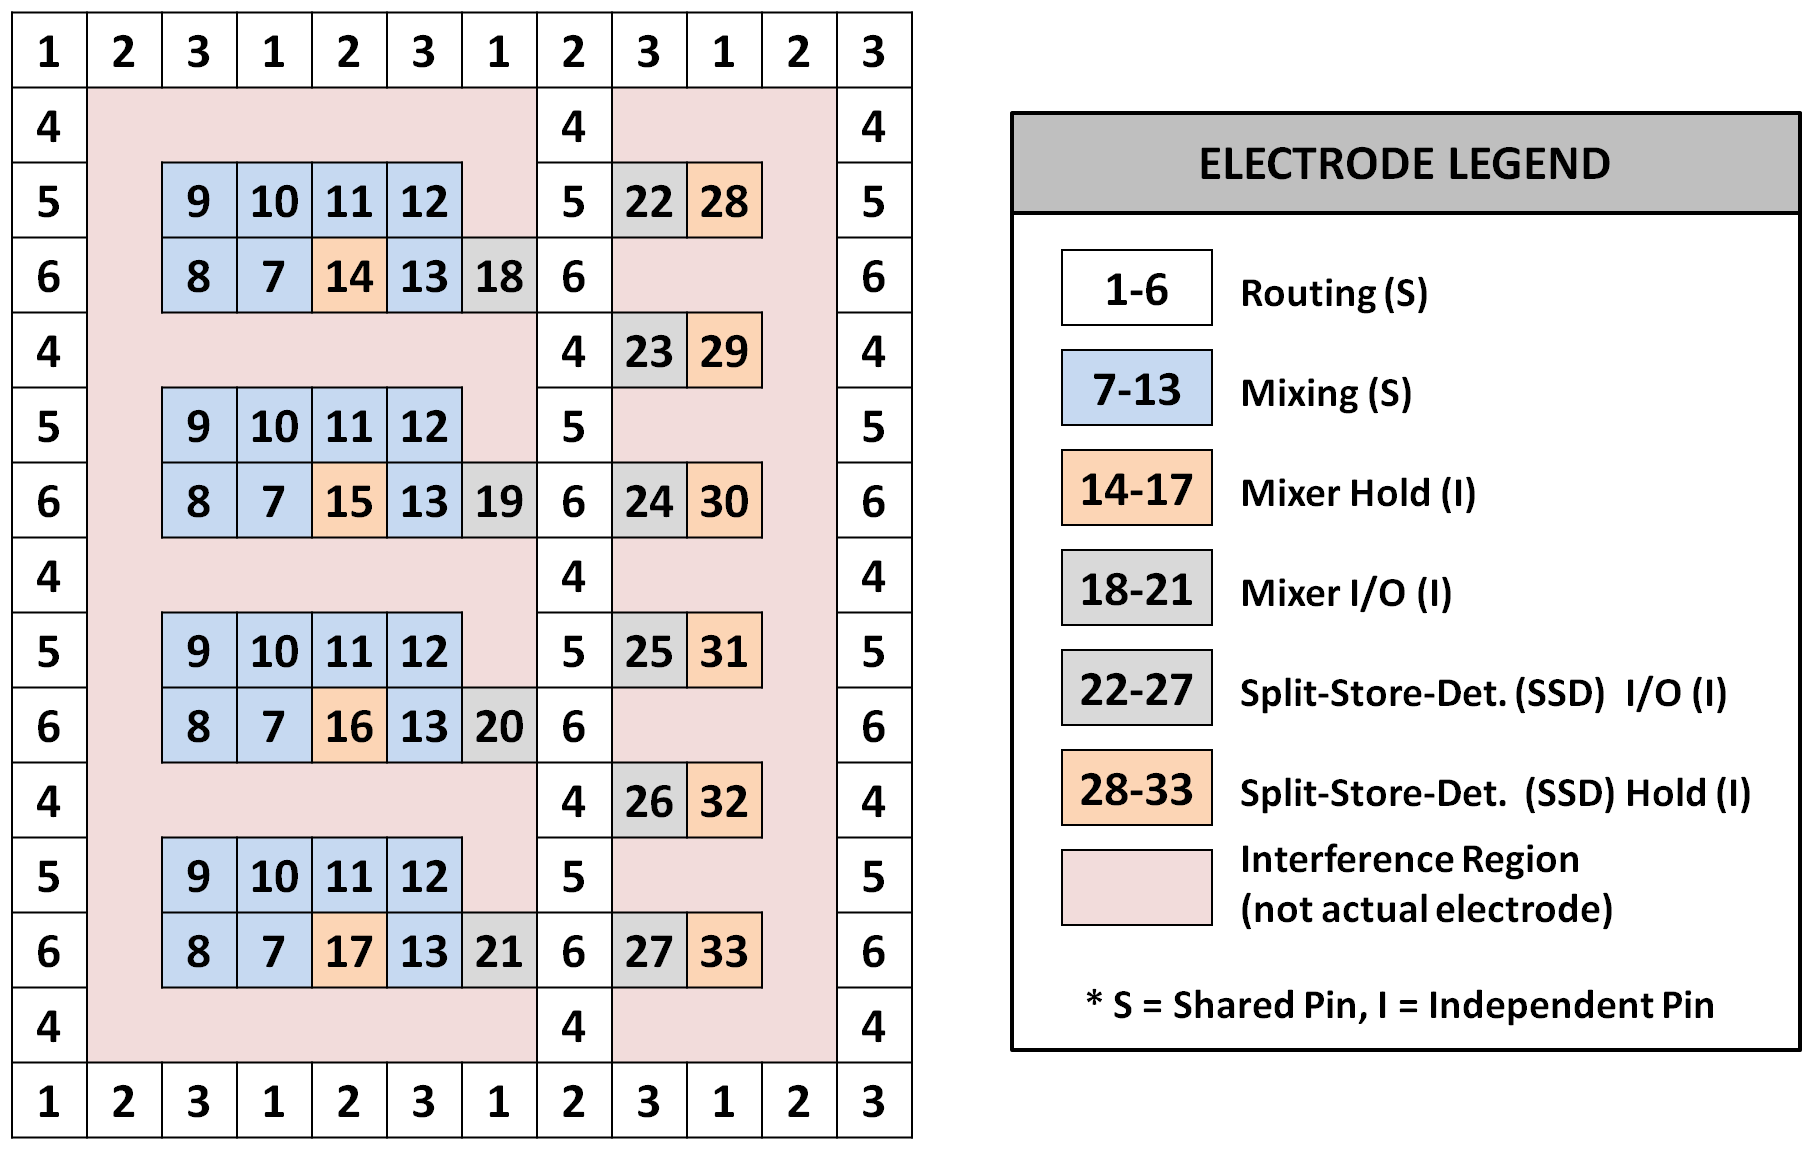 1 2 3 1 2 3 1 2 3 1 2 3
4 4 4
5 9 10 11 12 5 22 28 5
6 8 7 14 13 18 6 6
4 4 23 29 4
5 9 10 11 12 5 5
6 8 7 15 13 19 6 24 30 6
4 4 4
5 9 10 11 12 5 25 31 5
6 8 7 16 13 20 6 6
4 4 26 32 4
5 9 10 11 12 5 5
6 8 7 17 13 21 6 27 33 6
4 4 4
1 2 3 1 2 3 1 2 3 1 2 3
ELECTRODE LEGEND
1-6 Routing (S)
7-13 Mixing (S)
14-17 Mixer Hold (I)
18-21 Mixer I/O (I)
22-27 Split-Store-Det. (SSD) I/O (I)
28-33 Split-Store-Det. (SSD) Hold (I)
Interference Region
(not actual electrode)
* S = Shared Pin, I = Independent Pin